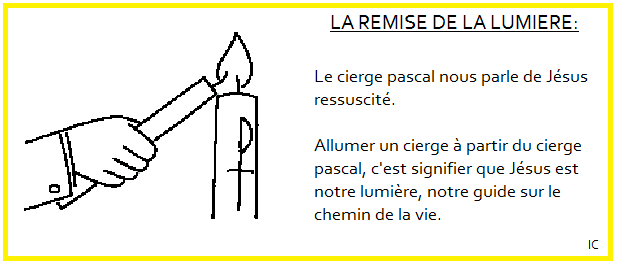 LA REMISE DE LA LUMIERE:
Le cierge pascal nous parle de Jésus
ressuscité.
Allumer un cierge à partir du cierge
pascal, c'est signifier que Jésus est
notre lumière, notre guide sur le
chemin de la vie.
IC